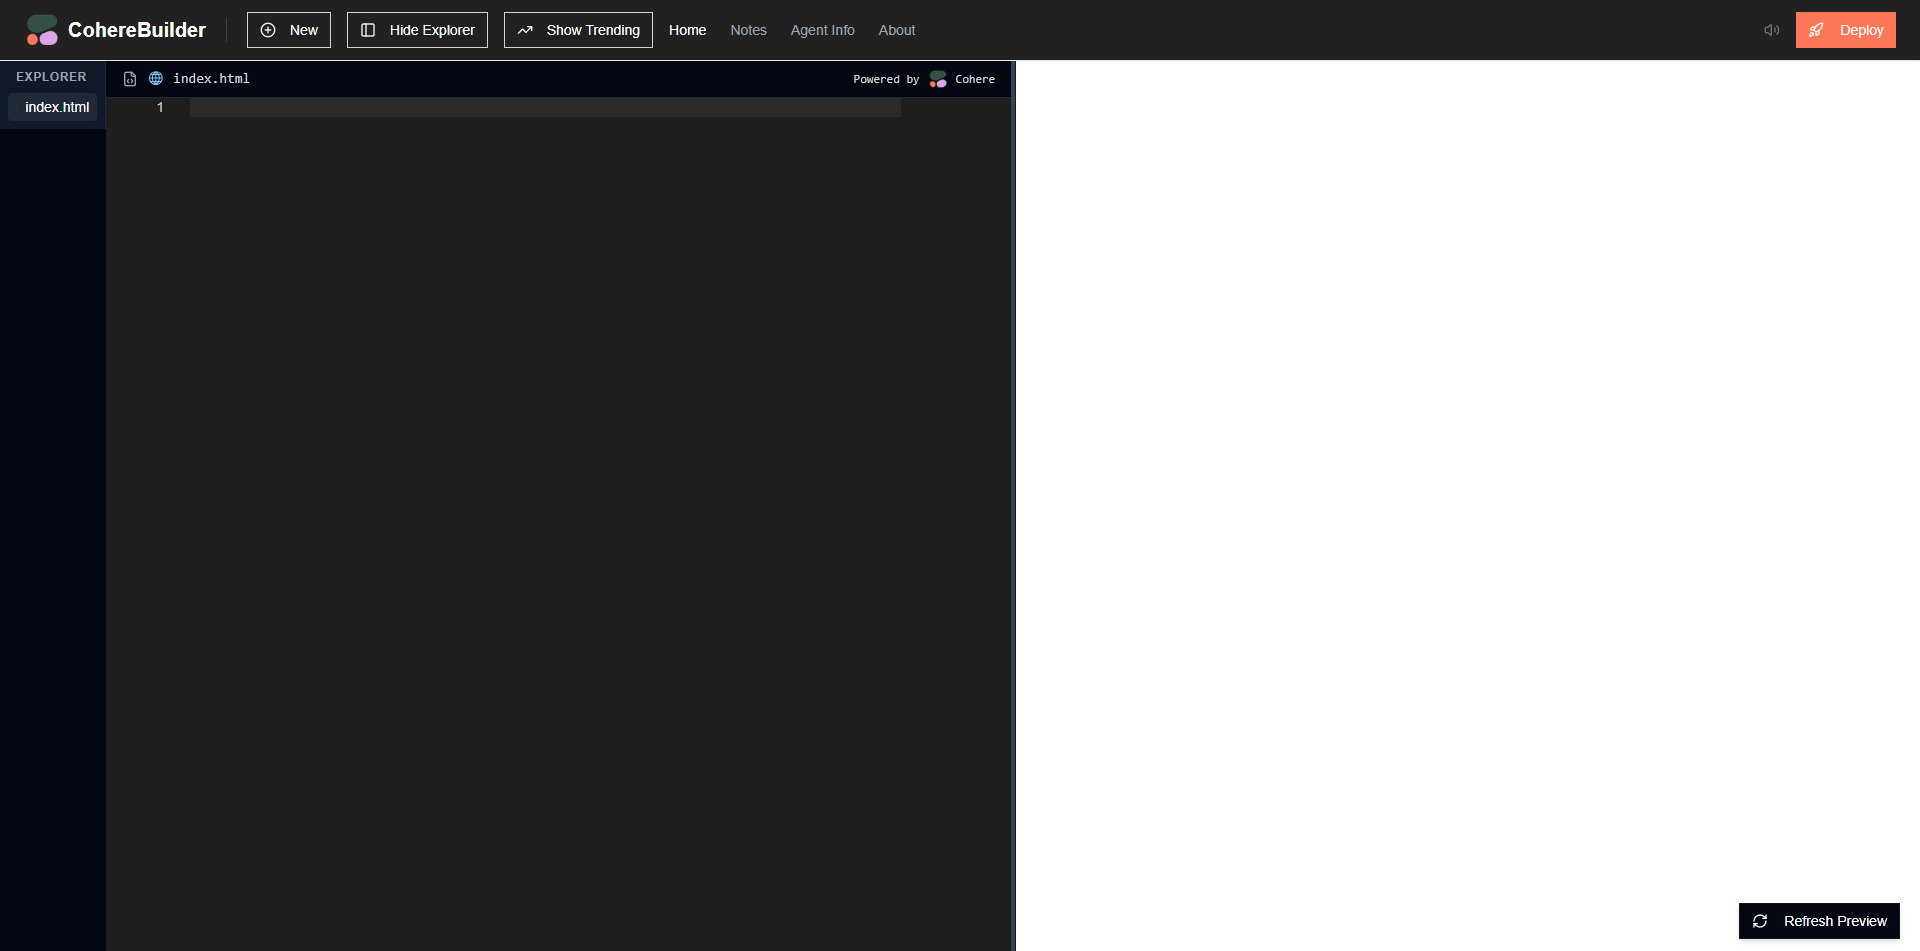 CohereBuilder New Hide Explorer Show Trending Home Notes Agent Info About Deploy
EXPLORER
index.html
index.html Powered by Cohere
1
Refresh Preview